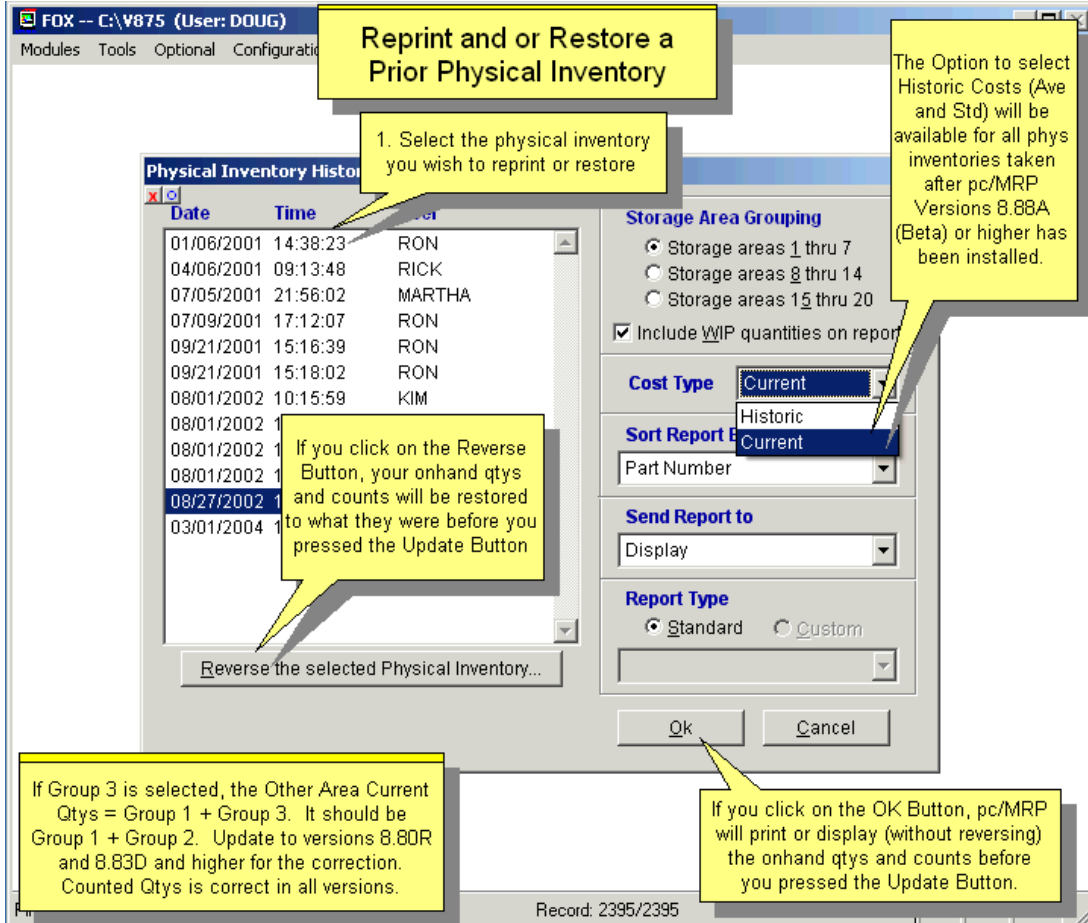 FOX -- C:\V875 (User: DOUG)
Modules Tools Optional
Reprint and or Restore a
Prior Physical Inventory
The Option to select
Historic Costs (Ave
and Std) will be
available for all phys
inventories taken
after pc/MRP
Versions 8.88A
(Beta) or higher has
been installed.
1. Select the physical inventory
you wish to reprint or restore
Physical Inventory
Date Time
01/06/2001 14:38:23 RON
04/06/2001 09:13:48 RICK
07/05/2001 21:56:02 MARTHA
07/09/2001 17:12:07 RON
09/21/2001 15:16:39 RON
09/21/2001 15:18:02 RON
08/01/2002 10:15:59 KIM
08/01/2002 1
08/01/2002 1
08/01/2002 1
08/27/2002 1
03/01/2004 1
If you click on the Reverse
Button, your onhand qtys
and counts will be restored
to what they were before you
pressed the Update Button
Reverse the selected Physical Inventory...
Storage Area Grouping
Storage areas 1 thru 7
Storage areas 8 thru 14
Storage areas 15 thru 20
Include WIP quantities on report
Cost Type Current
Historic
Current
Sort Report
Part Number
Send Report to
Display
Report Type
Standard Custom
Ok Cancel
If Group 3 is selected, the Other Area Current
Qtys = Group 1 + Group 3. It should be
Group 1 + Group 2. Update to versions 8.80R
and 8.83D and higher for the correction.
Counted Qtys is correct in all versions.
If you click on the OK Button, pc/MRP
will print or display (without reversing)
the onhand qtys and counts before
you pressed the Update Button.
Record: 2395/2395